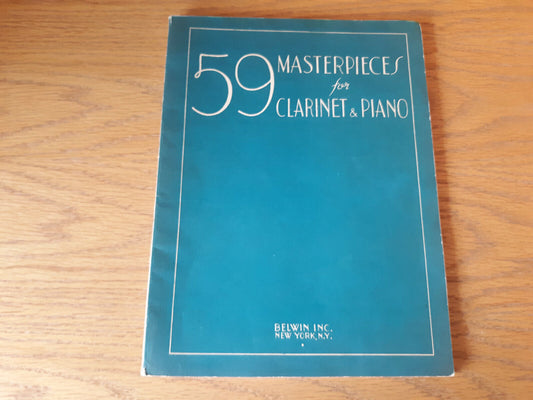 59 MASTERPIECES
for
CLARINET & PIANO
BELWIN INC.
NEW YORK, N.Y.